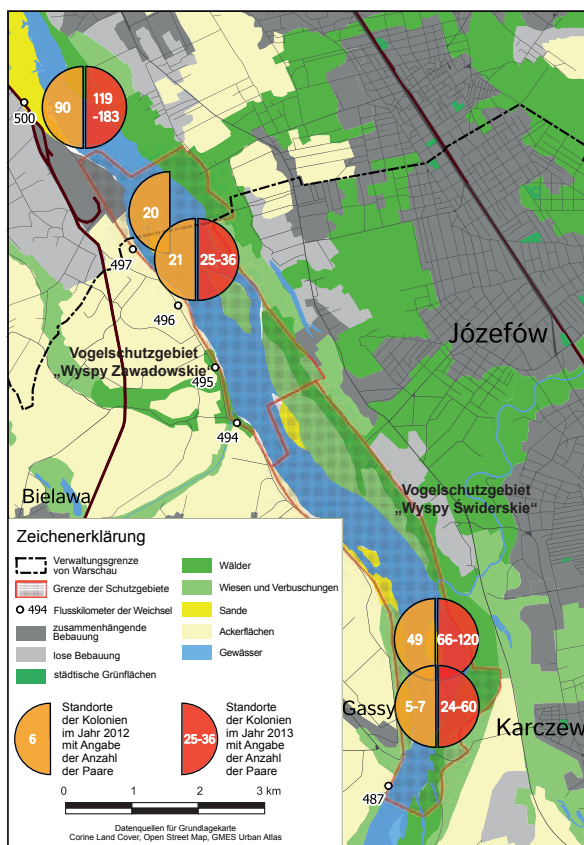 90
119
-183
500
20
21
25-36
497
496
Józefów
Vogelschutzgebiet
„Wyspy Zawadowskie“
495
494
Bielawa
Vogelschutzgebiet
„Wyspy Świderskie“
Zeichenerklärung
Verwaltungsgrenze
von Warschau
Grenze der Schutzgebiete
494 Flusskilometer der Weichsel
zusammenhängende
Bebauung
lose Bebauung
städtische Grünflächen
Wälder
Wiesen und Verbuschungen
Sande
Ackerflächen
Gewässer
6
Standorte
der Kolonien
im Jahr 2012
mit Angabe
der Anzahl
der Paare
25-36
Standorte
der Kolonien
im Jahr 2013
mit Angabe
der Anzahl
der Paare
0 1 2 3 km
Datenquellen für Grundlagekarte
Corine Land Cover, Open Street Map, GMES Urban Atlas
49
66-120
Gassy
5-7
24-60
Karczew
487